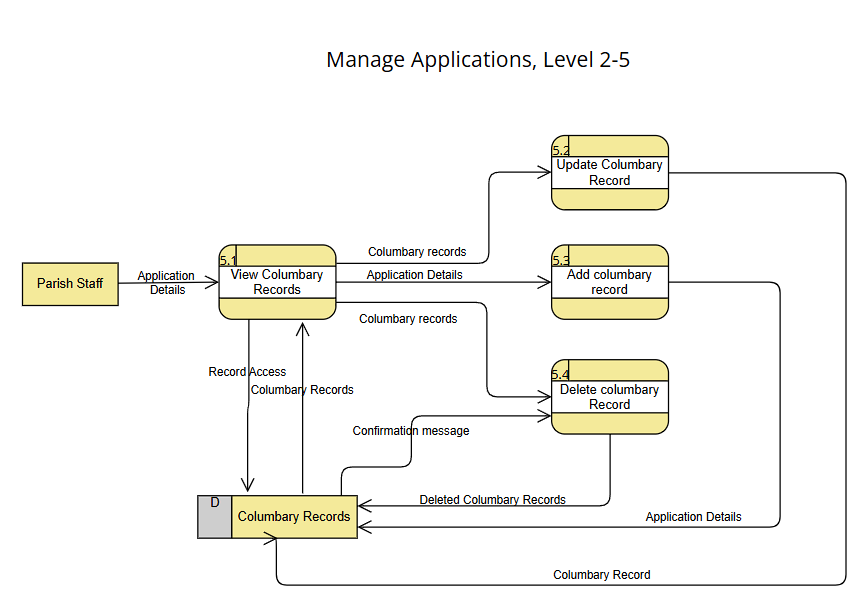 Manage Applications, Level 2-5
5.2
Update Columbary
Record
Columbary records
5.1
View Columbary
Records
Parish Staff
Application
Details
Application Details
5.3
Add columbary
record
Columbary records
5.4
Delete columbary
Record
Record Access
Columbary Records
Confirmation message
D
Columbary Records
Deleted Columbary Records
Application Details
Columbary Record